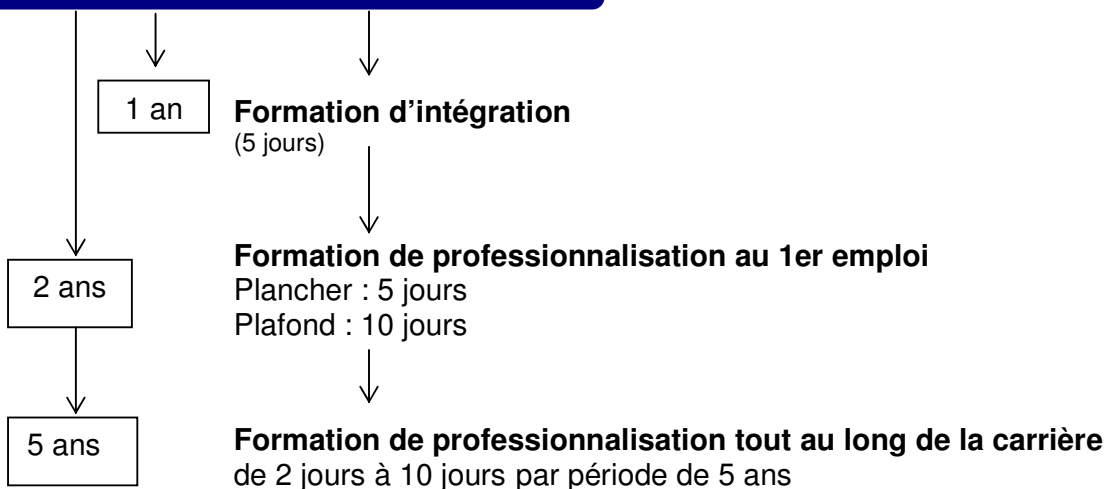 1 an
Formation d’intégration
(5 jours)
Formation de professionnalisation au 1er emploi
2 ans
Plancher : 5 jours
Plafond : 10 jours
5 ans
Formation de professionnalisation tout au long de la carrière
de 2 jours à 10 jours par période de 5 ans